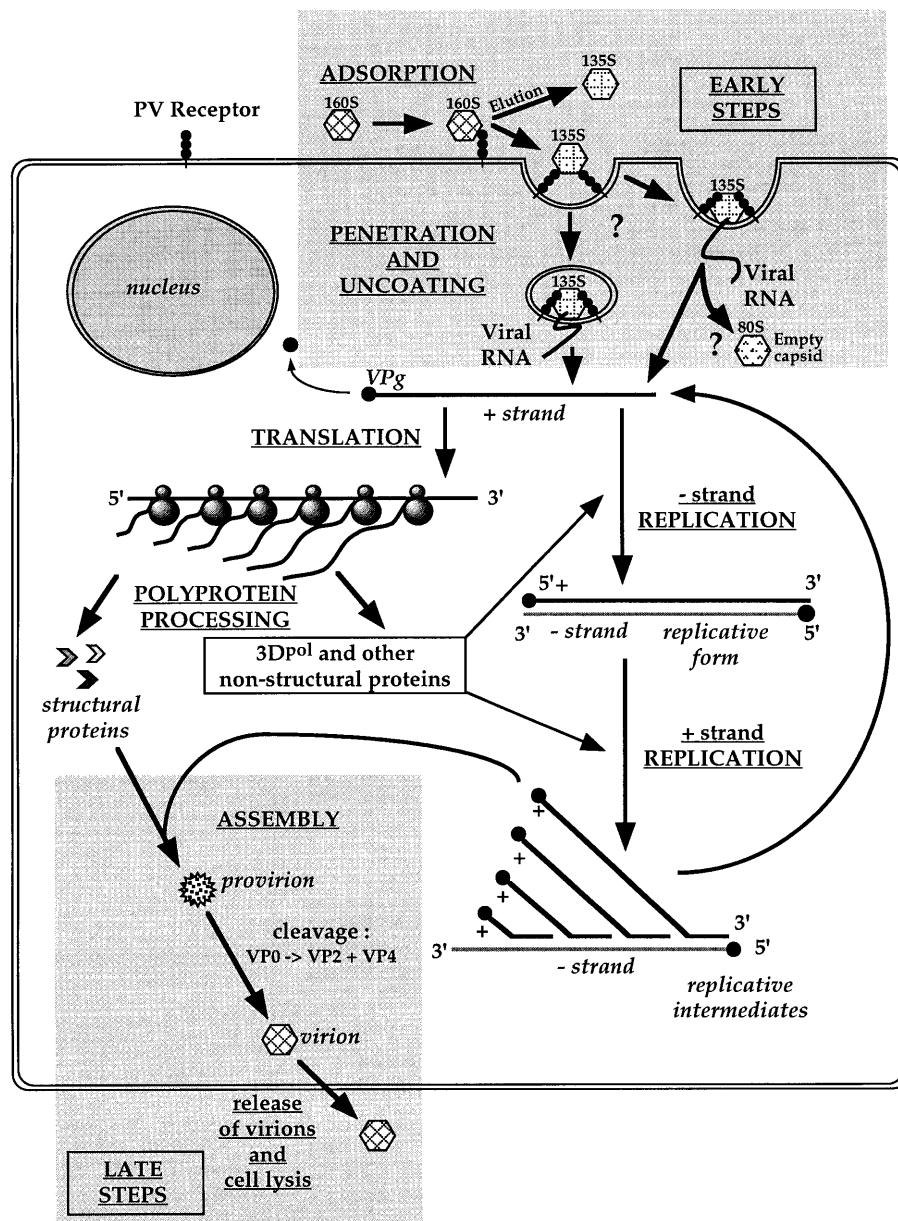 135S
ADSORPTION
EARLY
STEPS
160S
160S
Elution
PV Receptor
135S
135S
?
PENETRATION
AND
UNCOATING
nucleus
135S
Viral
RNA
Viral
RNA
?
80S
Empty
capsid
VPg
+ strand
TRANSLATION
5'
3'
- strand
REPLICATION
POLYPROTEIN
PROCESSING
5'+
3'
3'
- strand
replicative
form
5'
3Dpol and other
non-structural proteins
structural
proteins
+ strand
REPLICATION
ASSEMBLY
+
+
+
+
provirion
cleavage :
VP0 -> VP2 + VP4
3'
3'
5'
- strand
replicative
intermediates
virion
release
of virions
and
cell lysis
LATE
STEPS